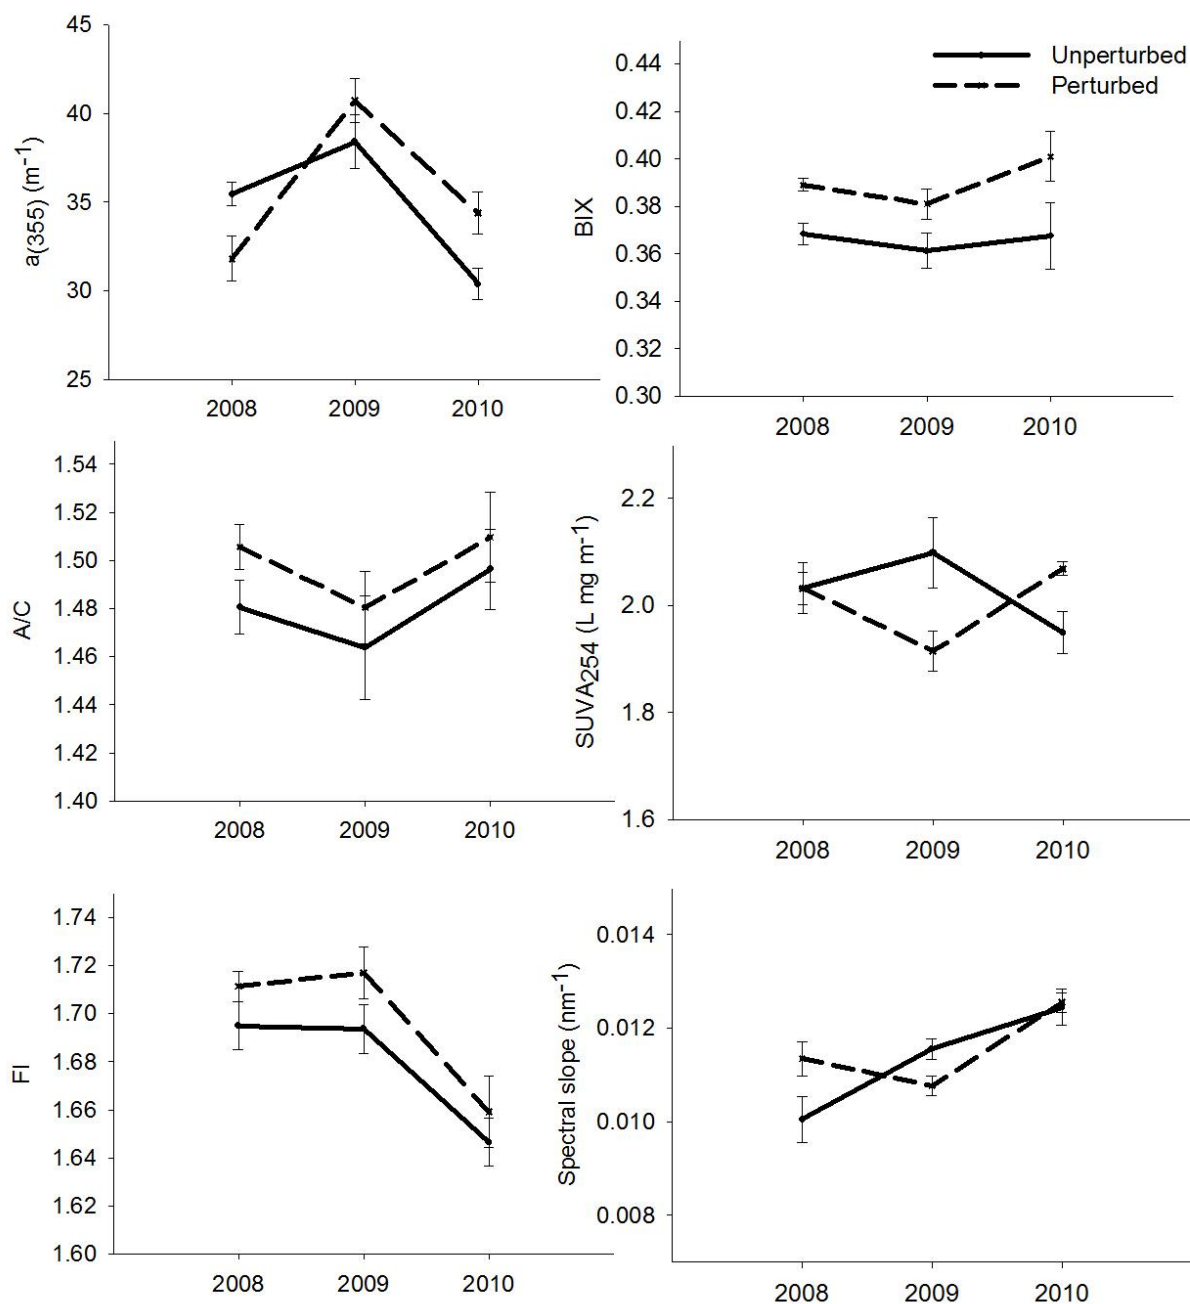 45
40
35
30
25
a(355) (m-1)
2008 2009 2010
0.44
0.42
0.40
0.38
0.36
0.34
0.32
0.30
BIX
Unperturbed
Perturbed
2008 2009 2010
1.54
1.52
1.50
1.48
1.46
1.44
1.42
1.40
A/C
2008 2009 2010
2.2
2.0
1.8
1.6
SUVA254 (L mg m-1)
2008 2009 2010
1.74
1.72
1.70
1.68
1.66
1.64
1.62
1.60
FI
2008 2009 2010
0.014
0.012
0.010
0.008
Spectral slope (nm-1)
2008 2009 2010